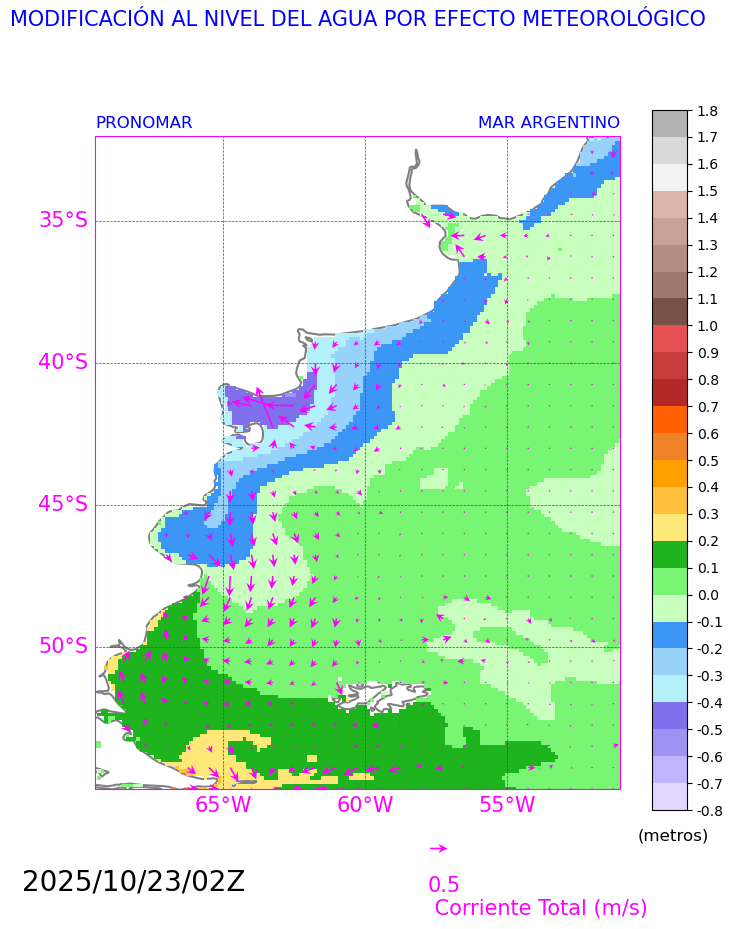 MODIFICACIÓN AL NIVEL DEL AGUA POR EFECTO METEOROLÓGICO
PRONOMAR
MAR ARGENTINO
35°S
40°S
45°S
50°S
65°W
60°W
55°W
1.8
1.7
1.6
1.5
1.4
1.3
1.2
1.1
1.0
0.9
0.8
0.7
0.6
0.5
0.4
0.3
0.2
0.1
0.0
-0.1
-0.2
-0.3
-0.4
-0.5
-0.6
-0.7
-0.8
(metros)
2025/10/23/02Z
0.5
Corriente Total (m/s)